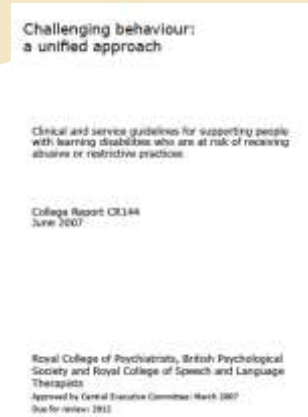 Challenging behaviour:
a unified approach
Clinical and service guidelines for supporting people
with learning disabilities who are at risk of receiving
abusive or restrictive practices
College Report CR144
June 2007
Royal College of Psychiatrists, British Psychological
Society and Royal College of Speech and Language
Therapists
Approved by Central Executive Committee: March 2007
Due for review: 2012